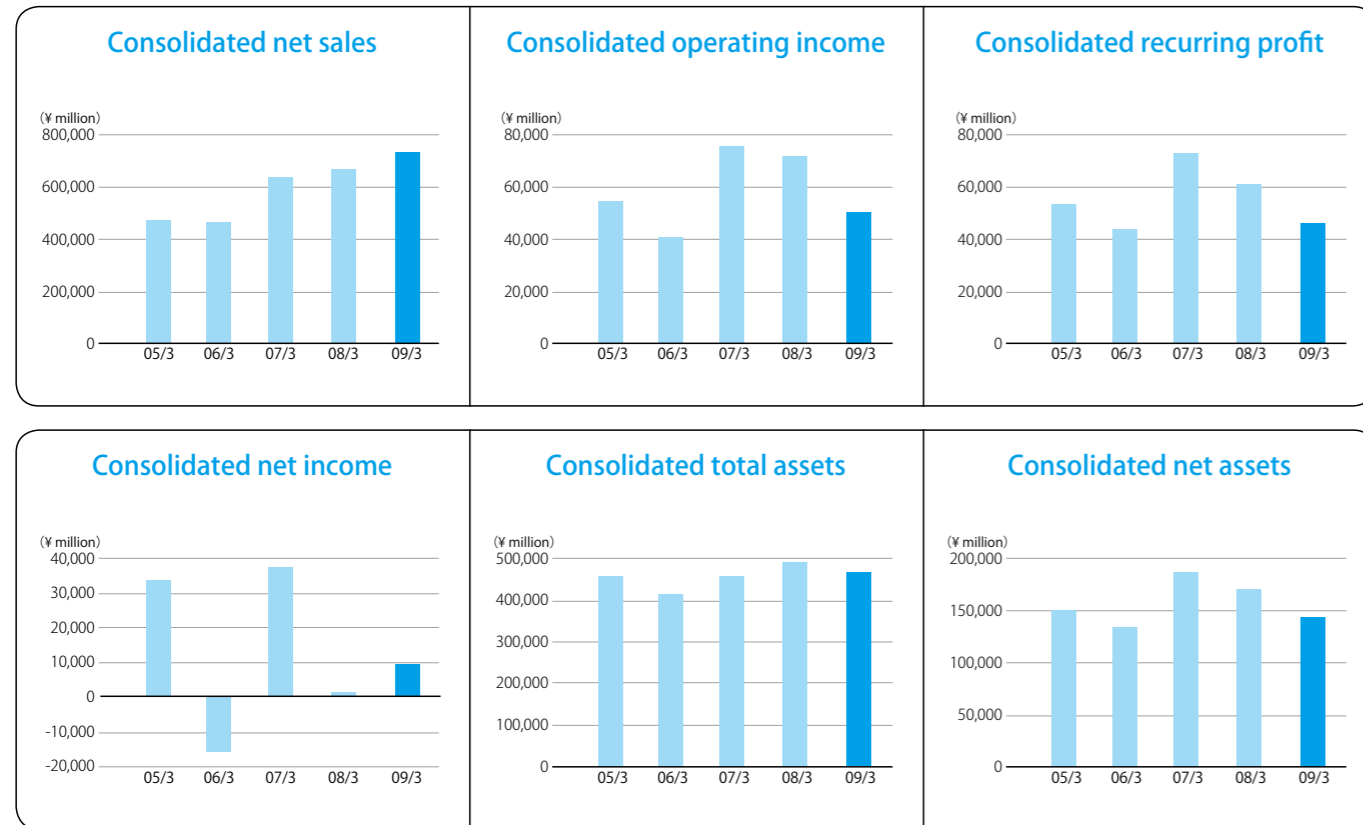 Consolidated net sales
(¥ million)
800,000
600,000
400,000
200,000
0
05/3 06/3 07/3 08/3 09/3
Consolidated operating income
(¥ million)
80,000
60,000
40,000
20,000
0
05/3 06/3 07/3 08/3 09/3
Consolidated recurring profit
(¥ million)
80,000
60,000
40,000
20,000
0
05/3 06/3 07/3 08/3 09/3
Consolidated net income
(¥ million)
40,000
30,000
20,000
10,000
0
-10,000
-20,000
05/3 06/3 07/3 08/3 09/3
Consolidated total assets
(¥ million)
500,000
400,000
300,000
200,000
100,000
0
05/3 06/3 07/3 08/3 09/3
Consolidated net assets
(¥ million)
200,000
150,000
100,000
50,000
0
05/3 06/3 07/3 08/3 09/3